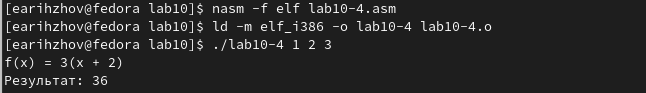 [earihzhov@fedora lab10]$ nasm -f elf lab10-4.asm
[earihzhov@fedora lab10]$ ld -m elf_i386 -o lab10-4 lab10-4.o
[earihzhov@fedora lab10]$ ./lab10-4 1 2 3
f(x) = 3(x + 2)
Результат: 36